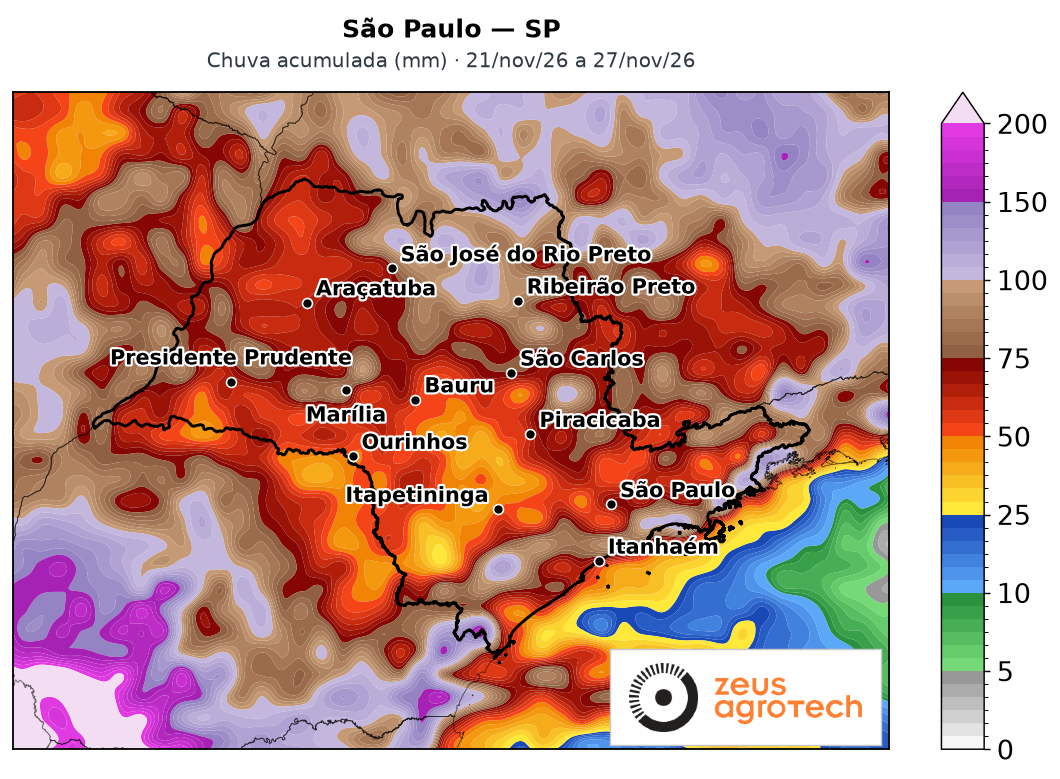 São Paulo — SP
Chuva acumulada (mm) · 21/nov/26 a 27/nov/26
São José do Rio Preto
Araçatuba
Ribeirão Preto
Presidente Prudente
São Carlos
Bauru
Marília
Piracicaba
Ourinhos
Itapetininga
São Paulo
Itanhaém
zeus
agrotech
200
150
100
75
50
25
10
5
0